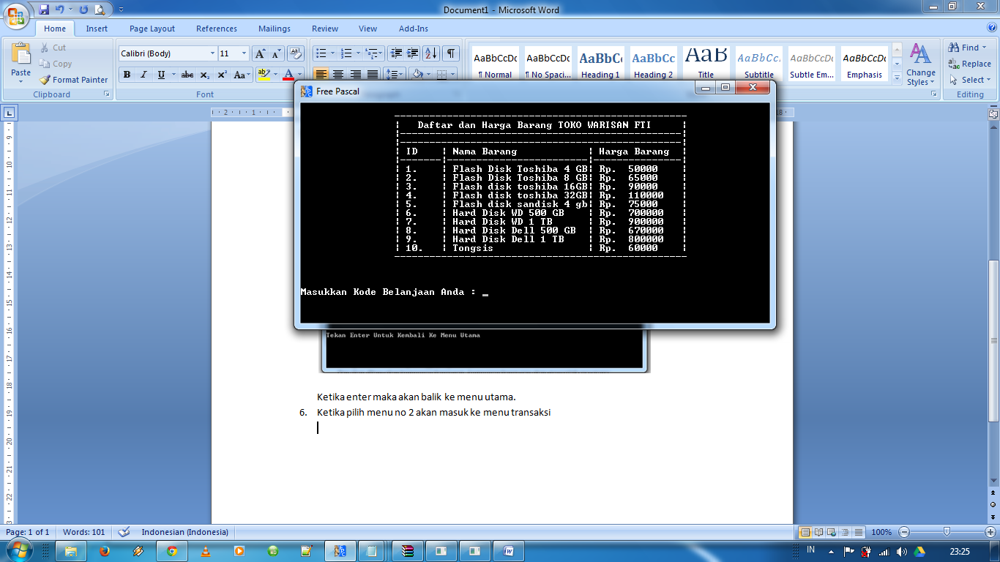 Document1 - Microsoft Word
Home Insert Page Layout References Mailings Review View Add-Ins
Paste
Cut
Copy
Format Painter
Clipboard
Calibri (Body) 11
Font
AaBbCcDc AaBbCcDc AaBbCc AaBbCc AaB AaBbCc AaBbCcDc AaBbCcDc
¶ Normal ¶ No Spaci... Heading 1 Heading 2 Title Subtitle Subtle Em... Emphasis
Change Styles
Find
Replace
Select
Editing
Free Pascal
Daftar dan Harga Barang TOKO WARISAN FTI
ID Nama Barang Harga Barang
1. Flash Disk Toshiba 4 GB Rp. 50000
2. Flash Disk Toshiba 8 GB Rp. 65000
3. Flash disk toshiba 16GB Rp. 90000
4. Flash disk toshiba 32GB Rp. 110000
5. Flash disk sandisk 4 gb Rp. 75000
6. Hard Disk WD 500 GB Rp. 700000
7. Hard Disk WD 1 TB Rp. 900000
8. Hard Disk Dell 500 GB Rp. 670000
9. Hard Disk Dell 1 TB Rp. 800000
10. Tongsis Rp. 60000
Masukkan Kode Belanjaan Anda : _
Tekan Enter Untuk Kembali Ke Menu Utama
Ketika enter maka akan balik ke menu utama.
6. Ketika pilih menu no 2 akan masuk ke menu transaksi
Page: 1 of 1 Words: 101 Indonesian (Indonesia) 100%
IN 23:25